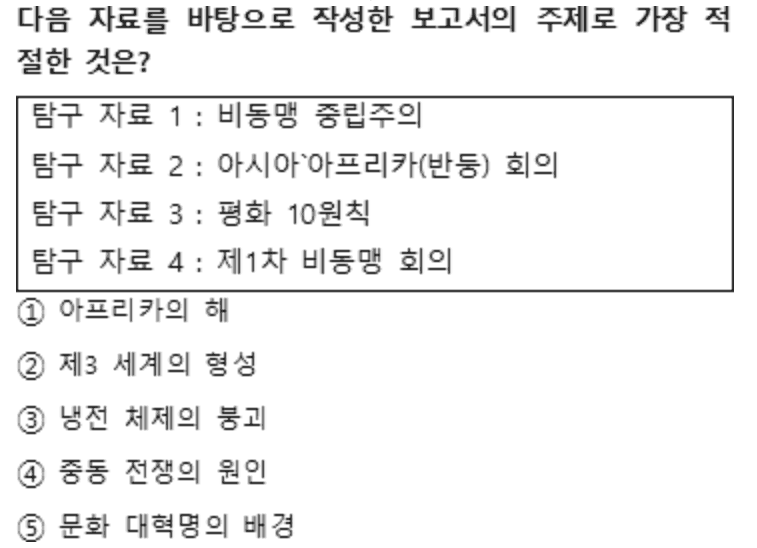 다음 자료를 바탕으로 작성한 보고서의 주제로 가장 적
절한 것은?
탐구 자료 1 : 비동맹 중립주의
탐구 자료 2 : 아시아`아프리카(반둥) 회의
탐구 자료 3 : 평화 10원칙
탐구 자료 4 : 제1차 비동맹 회의
① 아프리카의 해
② 제3 세계의 형성
③ 냉전 체제의 붕괴
④ 중동 전쟁의 원인
⑤ 문화 대혁명의 배경